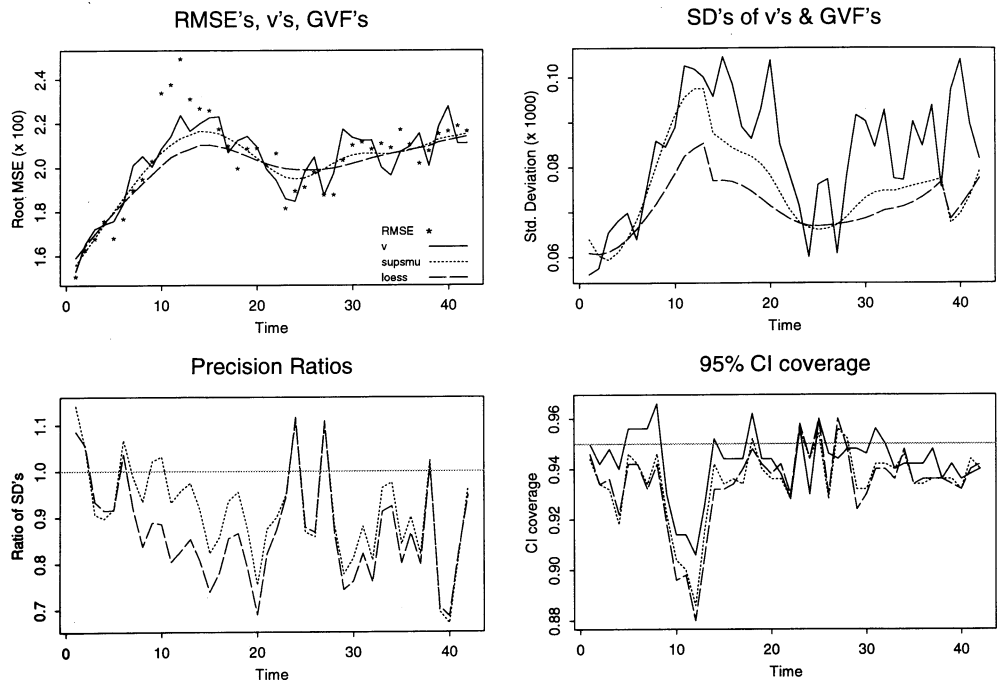 RMSE's, v's, GVF's
Root MSE (x 100)
2.4
2.2
2.0
1.8
1.6
RMSE *
v
supsmu
loess
0 10 20 30 40
Time
SD's of v's & GVF's
Std. Deviation (x 1000)
0.10
0.08
0.06
0 10 20 30 40
Time
Precision Ratios
Ratio of SD's
1.1
1.0
0.9
0.8
0.7
0 10 20 30 40
Time
95% CI coverage
CI coverage
0.96
0.94
0.92
0.90
0.88
0 10 20 30 40
Time